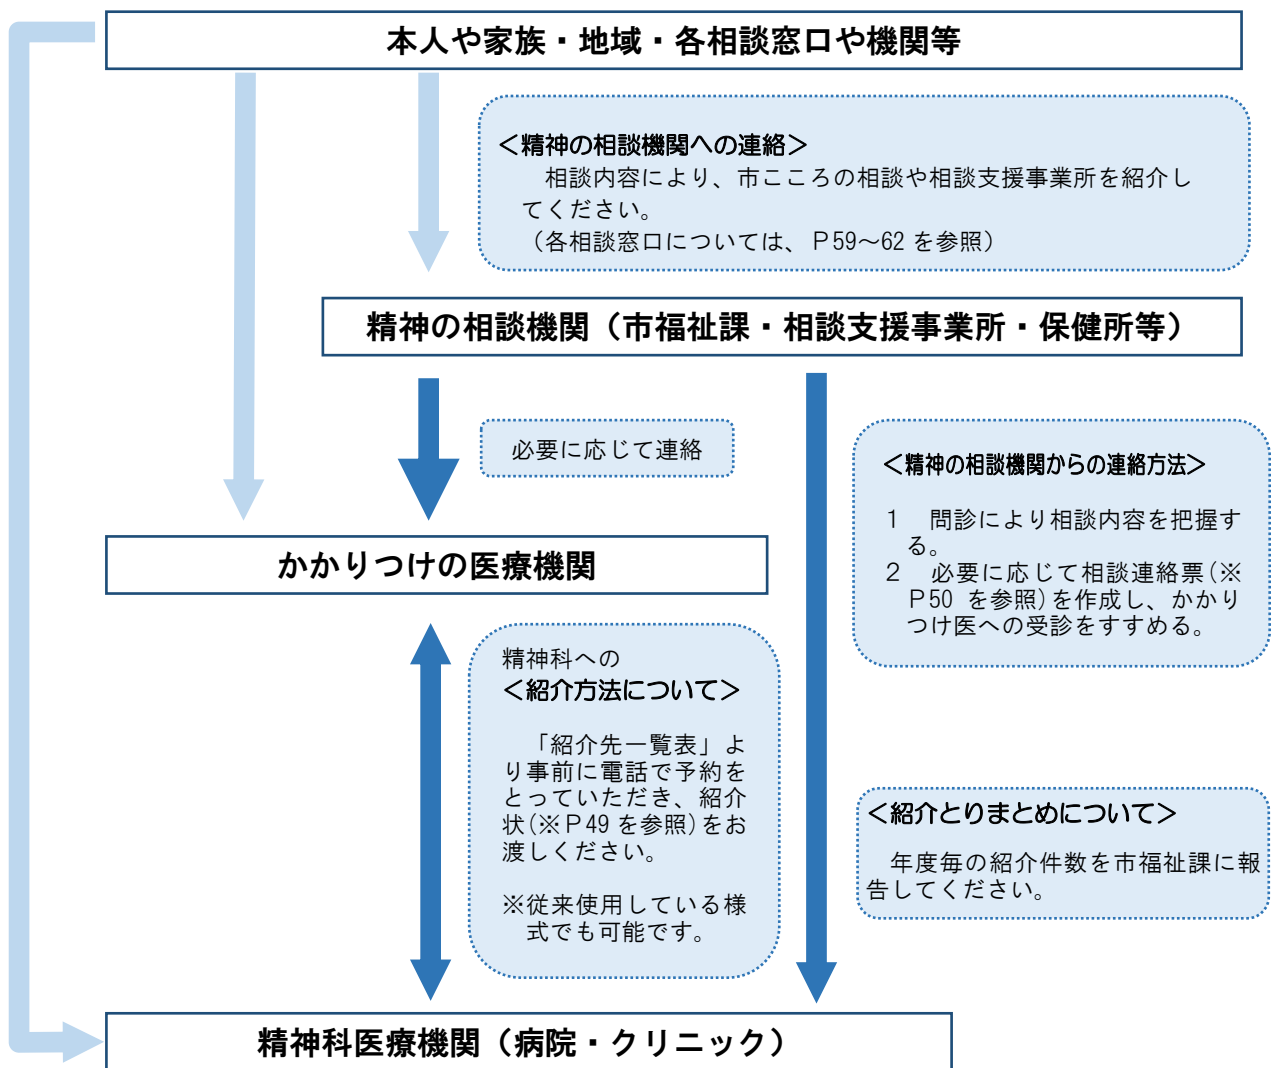 本人や家族・地域・各相談窓口や機関等
＜精神の相談機関への連絡＞
相談内容により、市こころの相談や相談支援事業所を紹介し
てください。
（各相談窓口については、Ｐ59～62 を参照）
精神の相談機関（市福祉課・相談支援事業所・保健所等）
必要に応じて連絡
＜精神の相談機関からの連絡方法＞
１　問診により相談内容を把握す
る。
２　必要に応じて相談連絡票(※
Ｐ50 を参照)を作成し、かかり
つけ医への受診をすすめる。
かかりつけの医療機関
精神科への
＜紹介方法について＞
「紹介先一覧表」よ
り事前に電話で予約を
とっていただき、紹介
状(※Ｐ49 を参照)をお
渡しください。
※従来使用している様
式でも可能です。
＜紹介とりまとめについて＞
年度毎の紹介件数を市福祉課に報
告してください。
精神科医療機関（病院・クリニック）